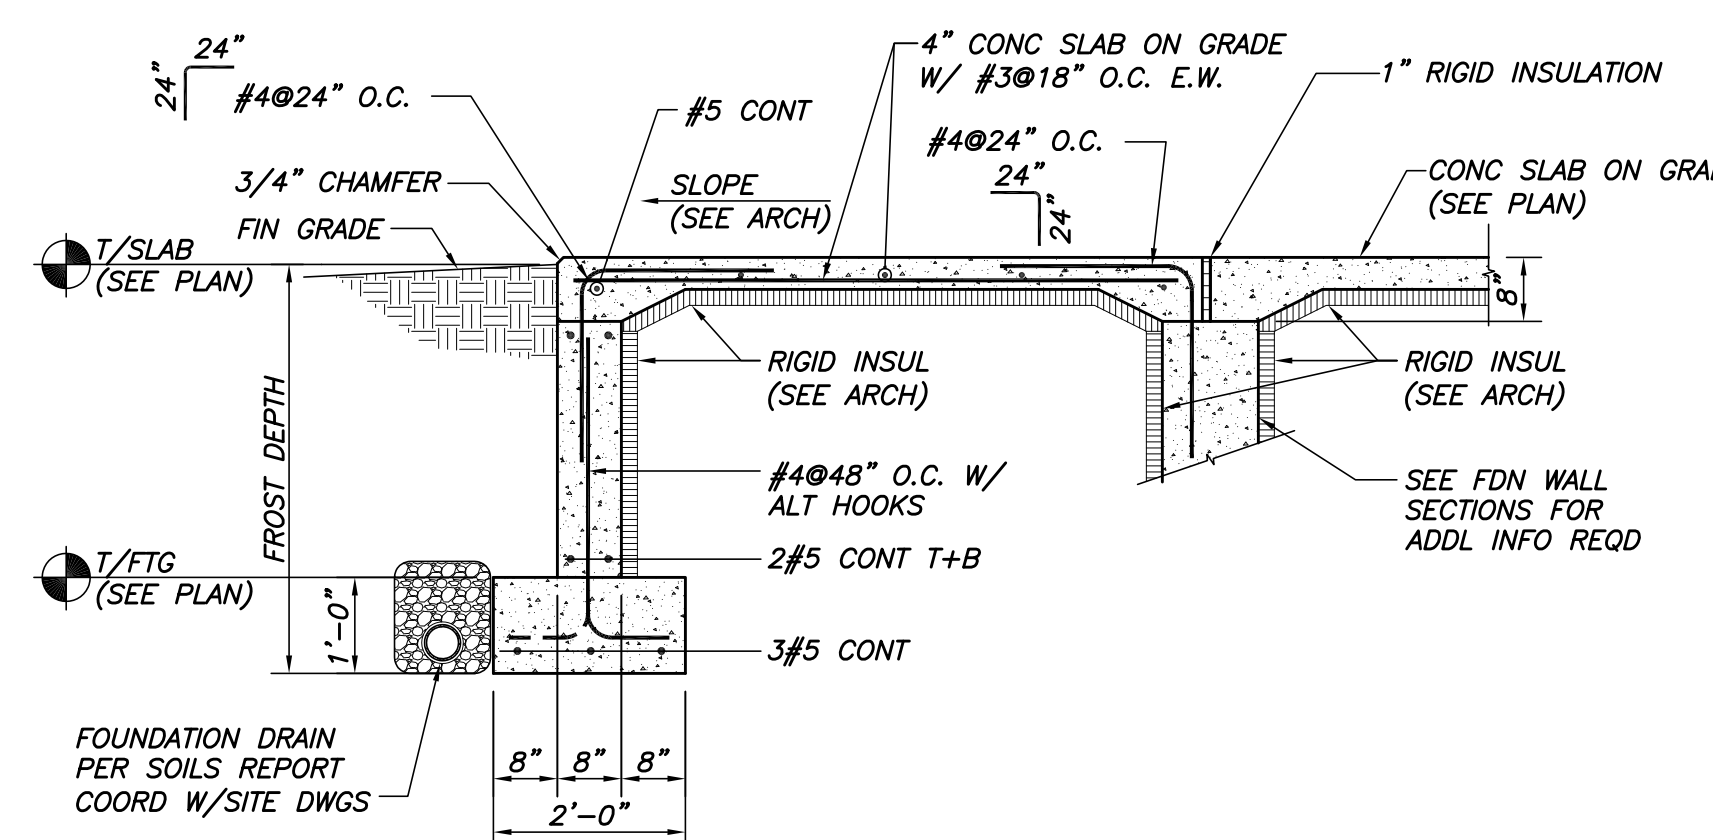 24”
24”
#4@24” O.C.
#5 CONT
4” CONC SLAB ON GRADE
W/ #3@18” O.C. E.W.
1” RIGID INSULATION
#4@24” O.C.
24”
24”
3/4” CHAMFER
SLOPE
(SEE ARCH)
CONC SLAB ON GRA
(SEE PLAN)
FIN GRADE
T/SLAB
(SEE PLAN)
8”
RIGID INSUL
(SEE ARCH)
RIGID INSUL
(SEE ARCH)
FROST DEPTH
#4@48” O.C. W/
ALT HOOKS
SEE FDN WALL
SECTIONS FOR
ADDL INFO REQD
2#5 CONT T+B
T/FTG
(SEE PLAN)
1’-0”
3#5 CONT
FOUNDATION DRAIN
PER SOILS REPORT
COORD W/SITE DWGS
8” 8” 8”
2’-0”